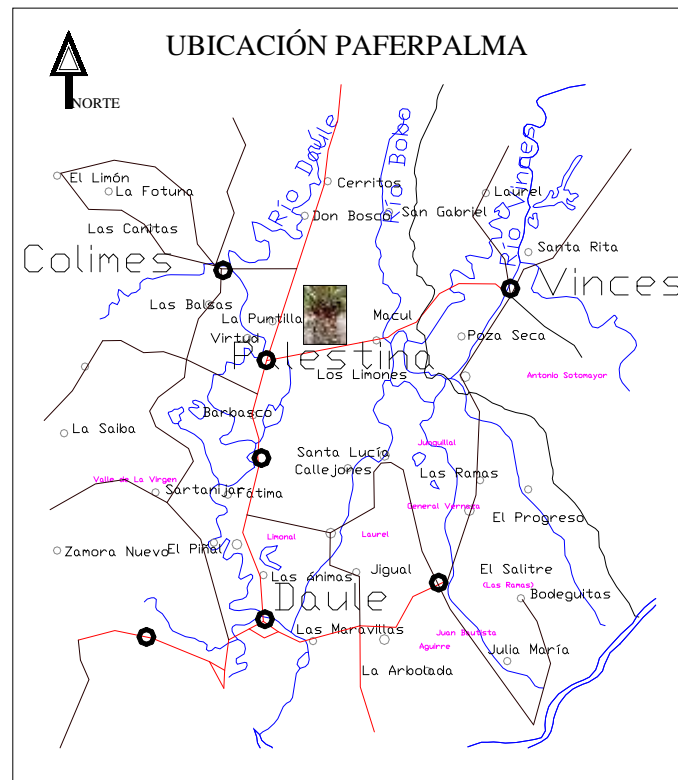 UBICACIÓN PAFERPALMA
NORTE
Río Daule
Río Bobo
Río Vinces
El Limón
La Fotuna
Cerritos
Laurel
Don Bosco
San Gabriel
Las Cañitas
Santa Rita
Colimes
Vinces
Las Balsas
La Puntilla
Macul
Virtud
Poza Seca
Palestina
Los Limones
Antonio Sotomayor
Barbasco
La Saiba
Santa Lucía
Junquillal
Callejones
Las Ramas
Valle de La Virgen
Sartanijar
Fátima
General Vernaza
El Progreso
Limonal
Laurel
Zamora Nuevo
El Piñal
Las Ánimas
Jigual
El Salitre
(Las Ramas)
Daule
Bodeguitas
Las Maravillas
Juan Bautista
Aguirre
Julia María
La Arbolada